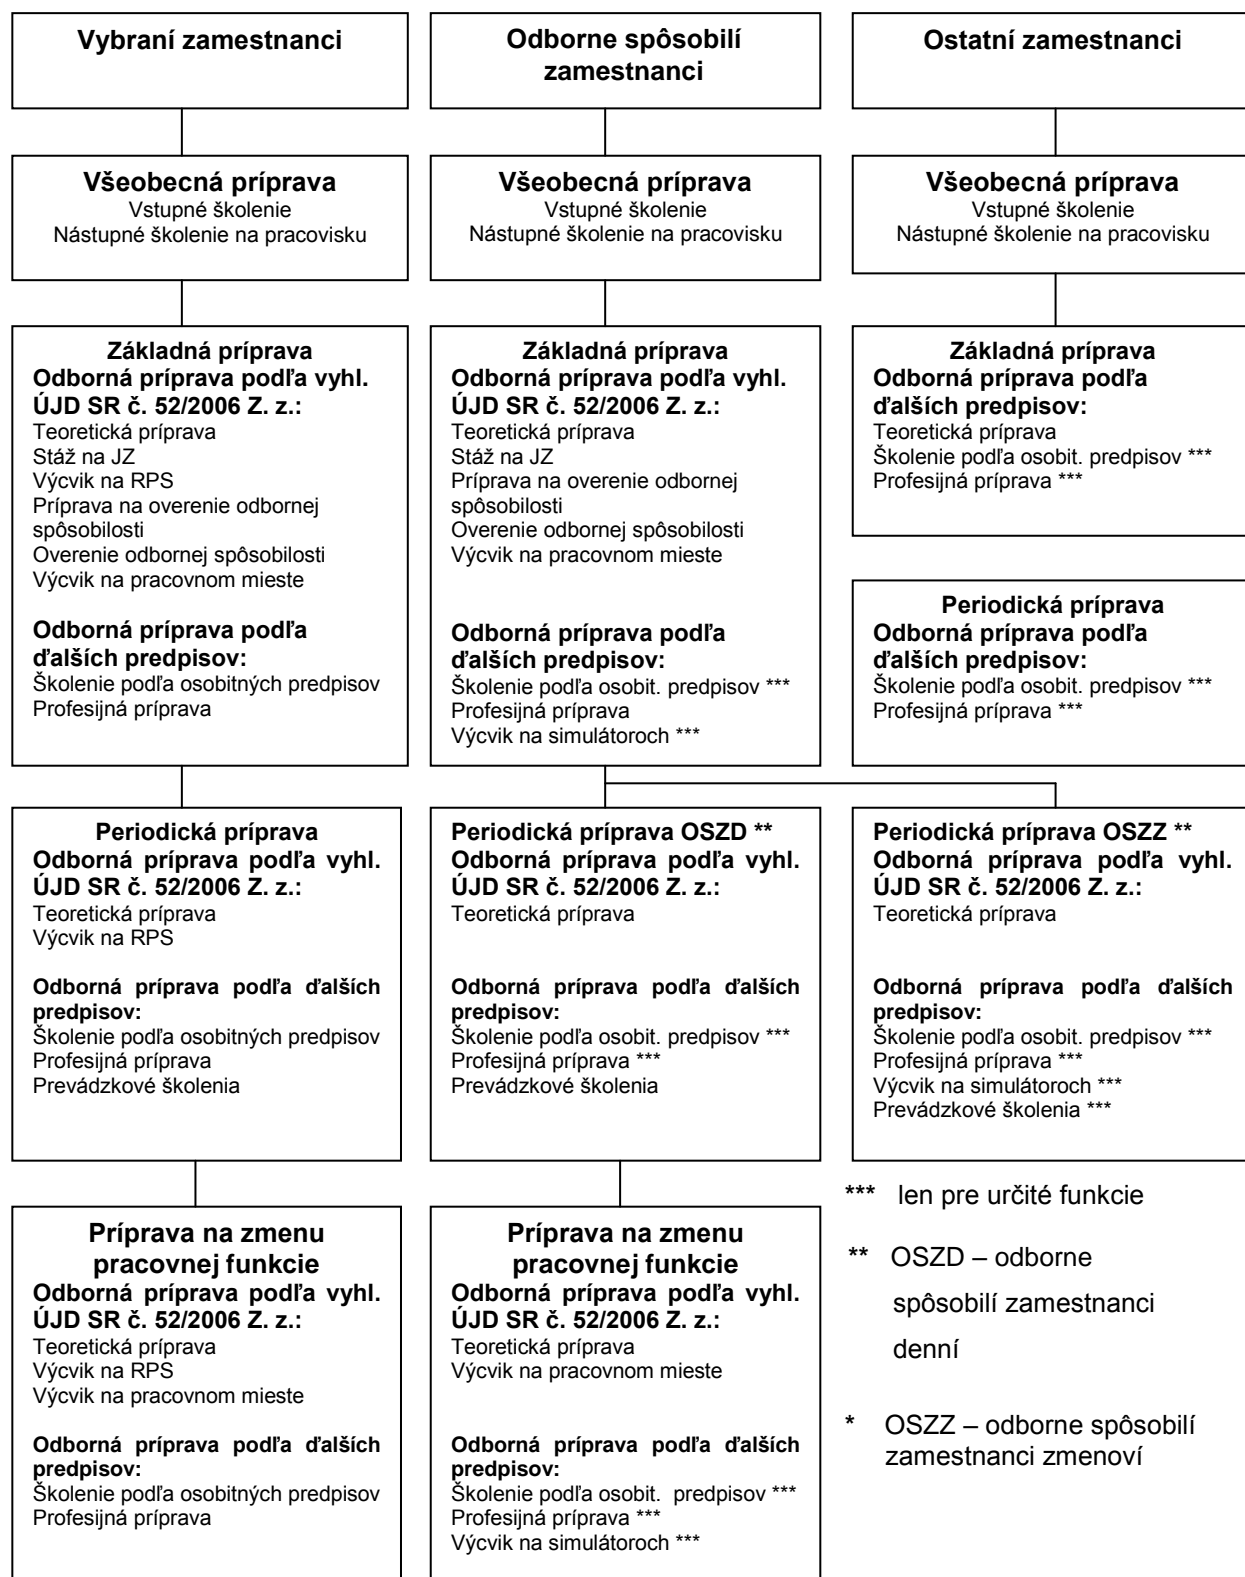 Vybraní zamestnanci
Odborne spôsobilí
zamestnanci
Ostatní zamestnanci
Všeobecná príprava
Vstupné školenie
Nástupné školenie na pracovisku
Všeobecná príprava
Vstupné školenie
Nástupné školenie na pracovisku
Všeobecná príprava
Vstupné školenie
Nástupné školenie na pracovisku
Základná príprava
Odborná príprava podľa vyhl.
ÚJD SR č. 52/2006 Z. z.:
Teoretická príprava
Stáž na JZ
Výcvik na RPS
Príprava na overenie odbornej
spôsobilosti
Overenie odbornej spôsobilosti
Výcvik na pracovnom mieste
Odborná príprava podľa
ďalších predpisov:
Školenie podľa osobitných predpisov
Profesijná príprava
Základná príprava
Odborná príprava podľa vyhl.
ÚJD SR č. 52/2006 Z. z.:
Teoretická príprava
Stáž na JZ
Príprava na overenie odbornej
spôsobilosti
Overenie odbornej spôsobilosti
Výcvik na pracovnom mieste
Odborná príprava podľa
ďalších predpisov:
Školenie podľa osobit. predpisov ***
Profesijná príprava
Výcvik na simulátoroch ***
Základná príprava
Odborná príprava podľa
ďalších predpisov:
Teoretická príprava
Školenie podľa osobit. predpisov ***
Profesijná príprava ***
Periodická príprava
Odborná príprava podľa
ďalších predpisov:
Školenie podľa osobit. predpisov ***
Profesijná príprava ***
Periodická príprava
Odborná príprava podľa vyhl.
ÚJD SR č. 52/2006 Z. z.:
Teoretická príprava
Výcvik na RPS
Odborná príprava podľa ďalších
predpisov:
Školenie podľa osobitných predpisov
Profesijná príprava
Prevádzkové školenia
Periodická príprava OSZD **
Odborná príprava podľa vyhl.
ÚJD SR č. 52/2006 Z. z.:
Teoretická príprava
Odborná príprava podľa ďalších
predpisov:
Školenie podľa osobit. predpisov ***
Profesijná príprava ***
Prevádzkové školenia
Periodická príprava OSZZ **
Odborná príprava podľa vyhl.
ÚJD SR č. 52/2006 Z. z.:
Teoretická príprava
Odborná príprava podľa ďalších
predpisov:
Školenie podľa osobit. predpisov ***
Profesijná príprava ***
Výcvik na simulátoroch ***
Prevádzkové školenia ***
Príprava na zmenu
pracovnej funkcie
Odborná príprava podľa vyhl.
ÚJD SR č. 52/2006 Z. z.:
Teoretická príprava
Výcvik na RPS
Výcvik na pracovnom mieste
Odborná príprava podľa ďalších
predpisov:
Školenie podľa osobitných predpisov
Profesijná príprava
Príprava na zmenu
pracovnej funkcie
Odborná príprava podľa vyhl.
ÚJD SR č. 52/2006 Z. z.:
Teoretická príprava
Výcvik na pracovnom mieste
Odborná príprava podľa ďalších
predpisov:
Školenie podľa osobit. predpisov ***
Profesijná príprava ***
Výcvik na simulátoroch ***
*** len pre určité funkcie
** OSZD – odborne
spôsobilí zamestnanci
denní
* OSZZ – odborne spôsobilí
zamestnanci zmenoví